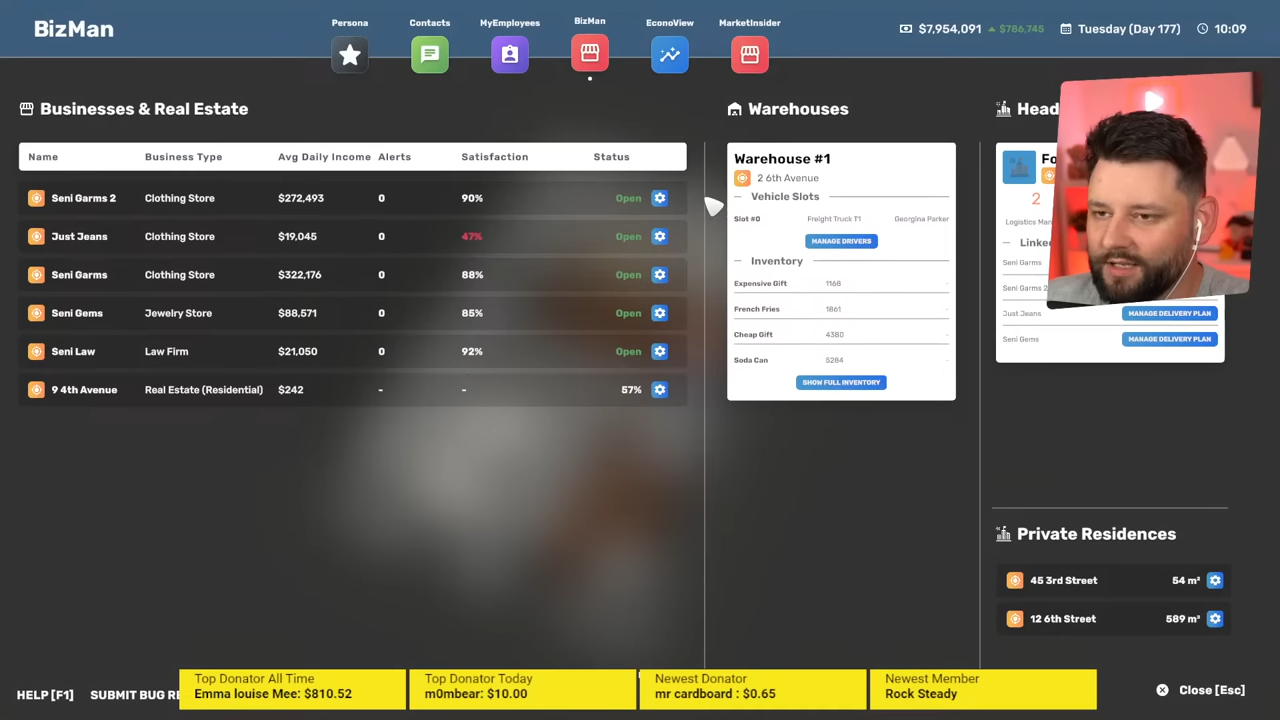 BizMan
Persona
Contacts
MyEmployees
BizMan
EconoView
MarketInsider
$7,954,091
$786,745
Tuesday (Day 177)
10:09
Businesses & Real Estate
Name Business Type Avg Daily Income Alerts Satisfaction Status
Seni Garms 2 Clothing Store $272,493 0 90% Open
Just Jeans Clothing Store $19,045 0 47% Open
Seni Garms Clothing Store $322,176 0 88% Open
Seni Gems Jewelry Store $88,571 0 85% Open
Seni Law Law Firm $21,050 0 92% Open
9 4th Avenue Real Estate (Residential) $242 - - 57%
Warehouses
Warehouse #1
2 6th Avenue
Vehicle Slots
Slot #0 Freight Truck T1 Georgina Parker
MANAGE DRIVERS
Inventory
Expensive Gift 1168 -
French Fries 1861 -
Cheap Gift 4380 -
Soda Can 5284 -
SHOW FULL INVENTORY
Head
Fo
2
Logistics Man
Linke
Seni Garms
Seni Garms 2
Just Jeans MANAGE DELIVERY PLAN
Seni Gems MANAGE DELIVERY PLAN
Private Residences
45 3rd Street 54 m²
12 6th Street 589 m²
HELP [F1]
SUBMIT BUG RE
Top Donator All Time
Emma louise Mee: $810.52
Top Donator Today
m0mbear: $10.00
Newest Donator
mr cardboard : $0.65
Newest Member
Rock Steady
Close [Esc]